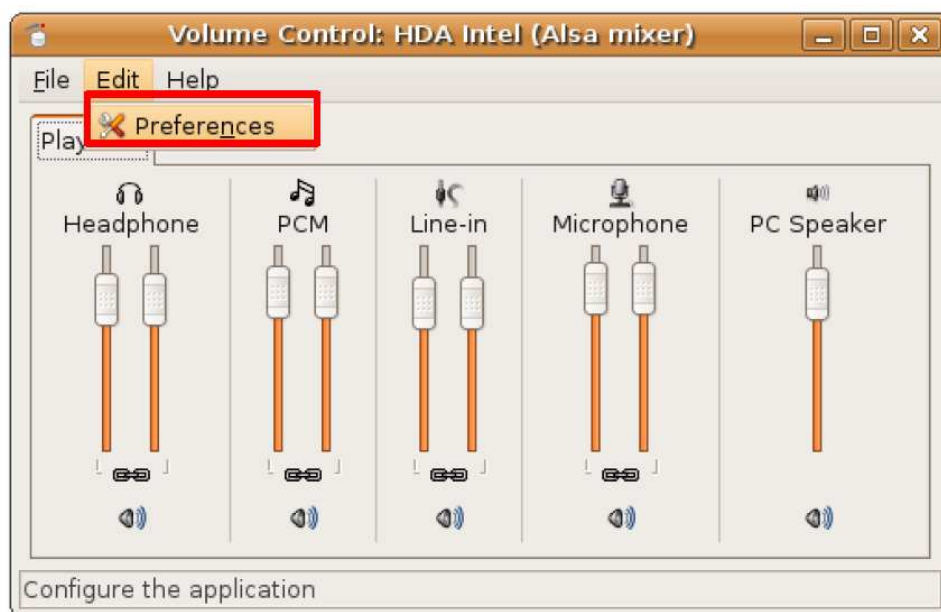 Volume Control: HDA Intel (Alsa mixer)
File Edit Help
Preferences
Play
Headphone PCM Line-in Microphone PC Speaker
Configure the application